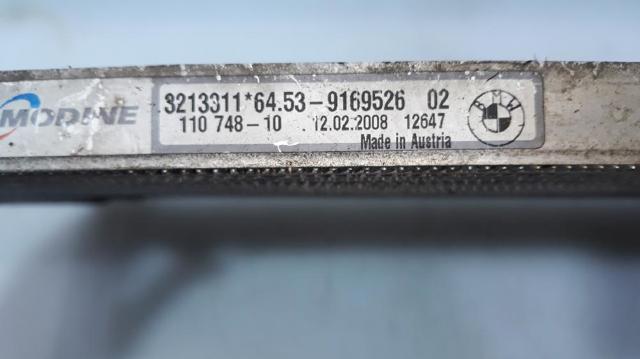 MODINE
3213311*64.53-9169526 02
110 748-10 12.02.2008 12647
Made in Austria
BMW